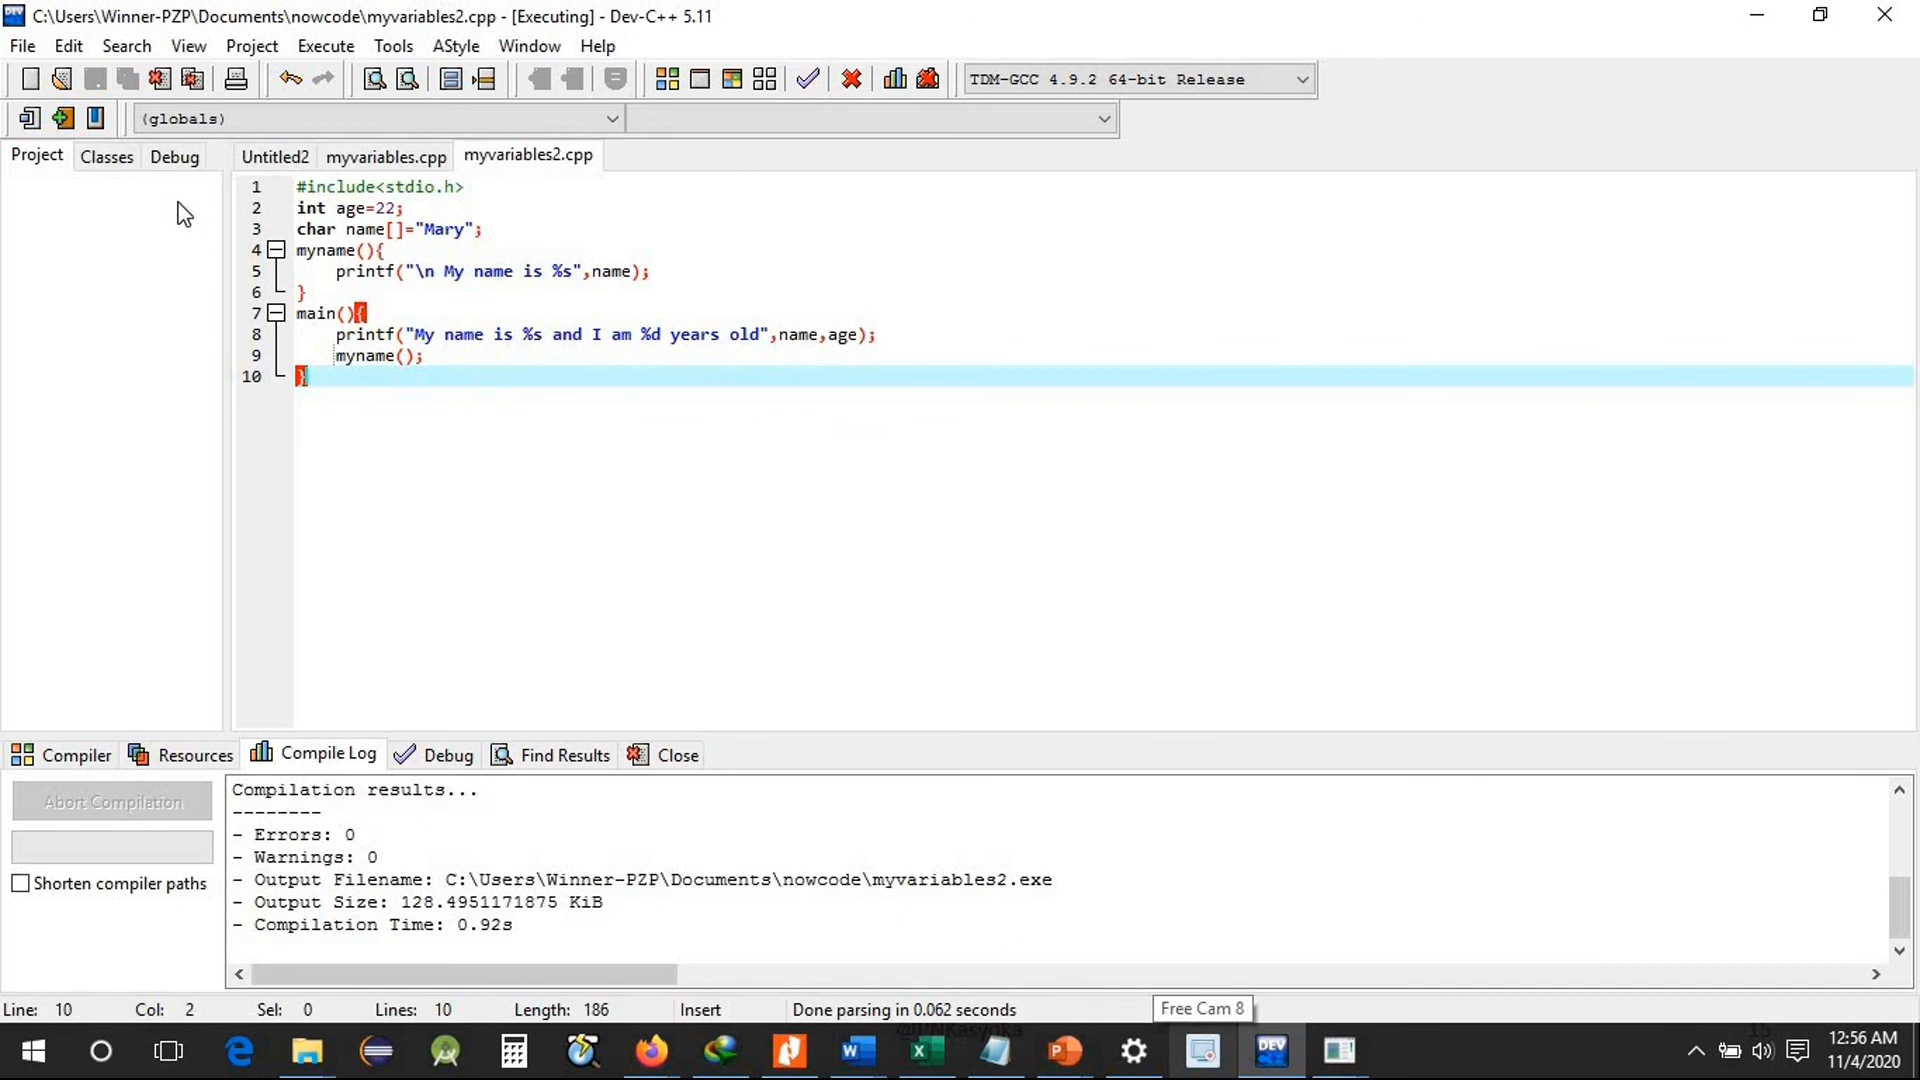 C:\Users\Winner-PZP\Documents\nowcode\myvariables2.cpp - [Executing] - Dev-C++ 5.11
File Edit Search View Project Execute Tools AStyle Window Help
TDM-GCC 4.9.2 64-bit Release
(globals)
Project Classes Debug Untitled2 myvariables.cpp myvariables2.cpp
1 #include<stdio.h>
2 int age=22;
3 char name[]="Mary";
4 myname(){
5 printf("\n My name is %s",name);
6 }
7 main(){
8 printf("My name is %s and I am %d years old",name,age);
9 myname();
10 }
Compiler Resources Compile Log Debug Find Results Close
Abort Compilation
Shorten compiler paths
Compilation results...
--------
- Errors: 0
- Warnings: 0
- Output Filename: C:\Users\Winner-PZP\Documents\nowcode\myvariables2.exe
- Output Size: 128.4951171875 KiB
- Compilation Time: 0.92s
Line: 10 Col: 2 Sel: 0 Lines: 10 Length: 186 Insert Done parsing in 0.062 seconds
Free Cam 8
@PNKasyoka 15
DEV
12:56 AM
11/4/2020